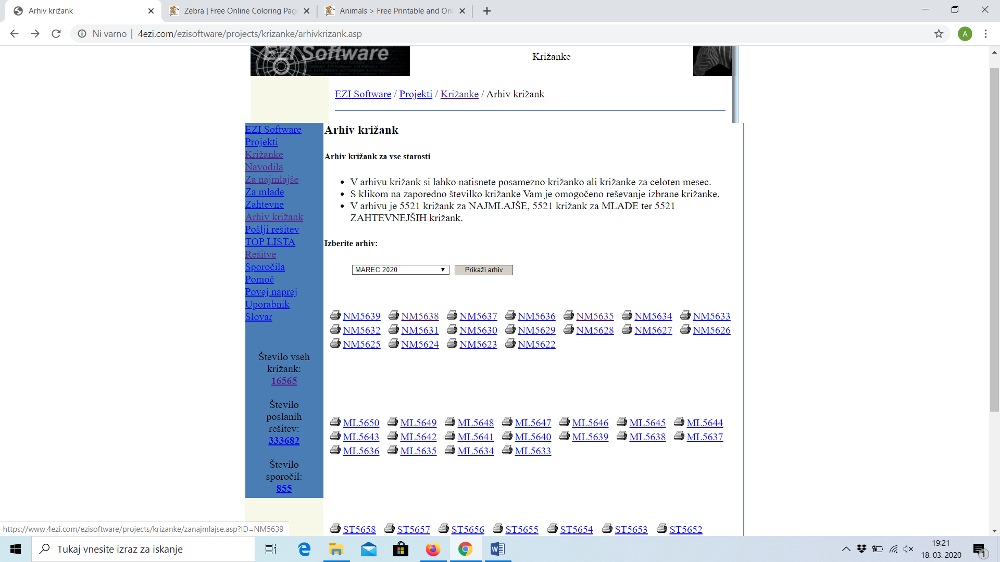 Arhiv križank
Zebra | Free Online Coloring Page
Animals > Free Printable and Onl
Ni varno | 4ezi.com/ezisoftware/projects/krizanke/arhivkrizank.asp
A
EZI Software
Križanke
EZI Software / Projekti / Križanke / Arhiv križank
EZI Software
Projekti
Križanke
Navodila
Za najmlajše
Za mlade
Zahtevne
Arhiv križank
Pošlji rešitev
TOP LISTA
Rešitve
Sporočila
Pomoč
Povej naprej
Uporabnik
Slovar
Število vseh
križank:
16565
Število
poslanih
rešitev:
333682
Število
sporočil:
855
Arhiv križank
Arhiv križank za vse starosti
• V arhivu križank si lahko natisnete posamezno križanko ali križanke za celoten mesec.
• S klikom na zaporedno številko križanke Vam je omogočeno reševanje izbrane križanke.
• V arhivu je 5521 križank za NAJMLAJŠE, 5521 križank za MLADE ter 5521
ZAHTEVNEJŠIH križank.
Izberite arhiv:
MAREC 2020 Prikaži arhiv
NM5639 NM5638 NM5637 NM5636 NM5635 NM5634 NM5633
NM5632 NM5631 NM5630 NM5629 NM5628 NM5627 NM5626
NM5625 NM5624 NM5623 NM5622
ML5650 ML5649 ML5648 ML5647 ML5646 ML5645 ML5644
ML5643 ML5642 ML5641 ML5640 ML5639 ML5638 ML5637
ML5636 ML5635 ML5634 ML5633
ST5658 ST5657 ST5656 ST5655 ST5654 ST5653 ST5652
https://www.4ezi.com/ezisoftware/projects/krizanke/zanajmlajse.asp?ID=NM5639
Tukaj vnesite izraz za iskanje
19:21
18. 03. 2020
1